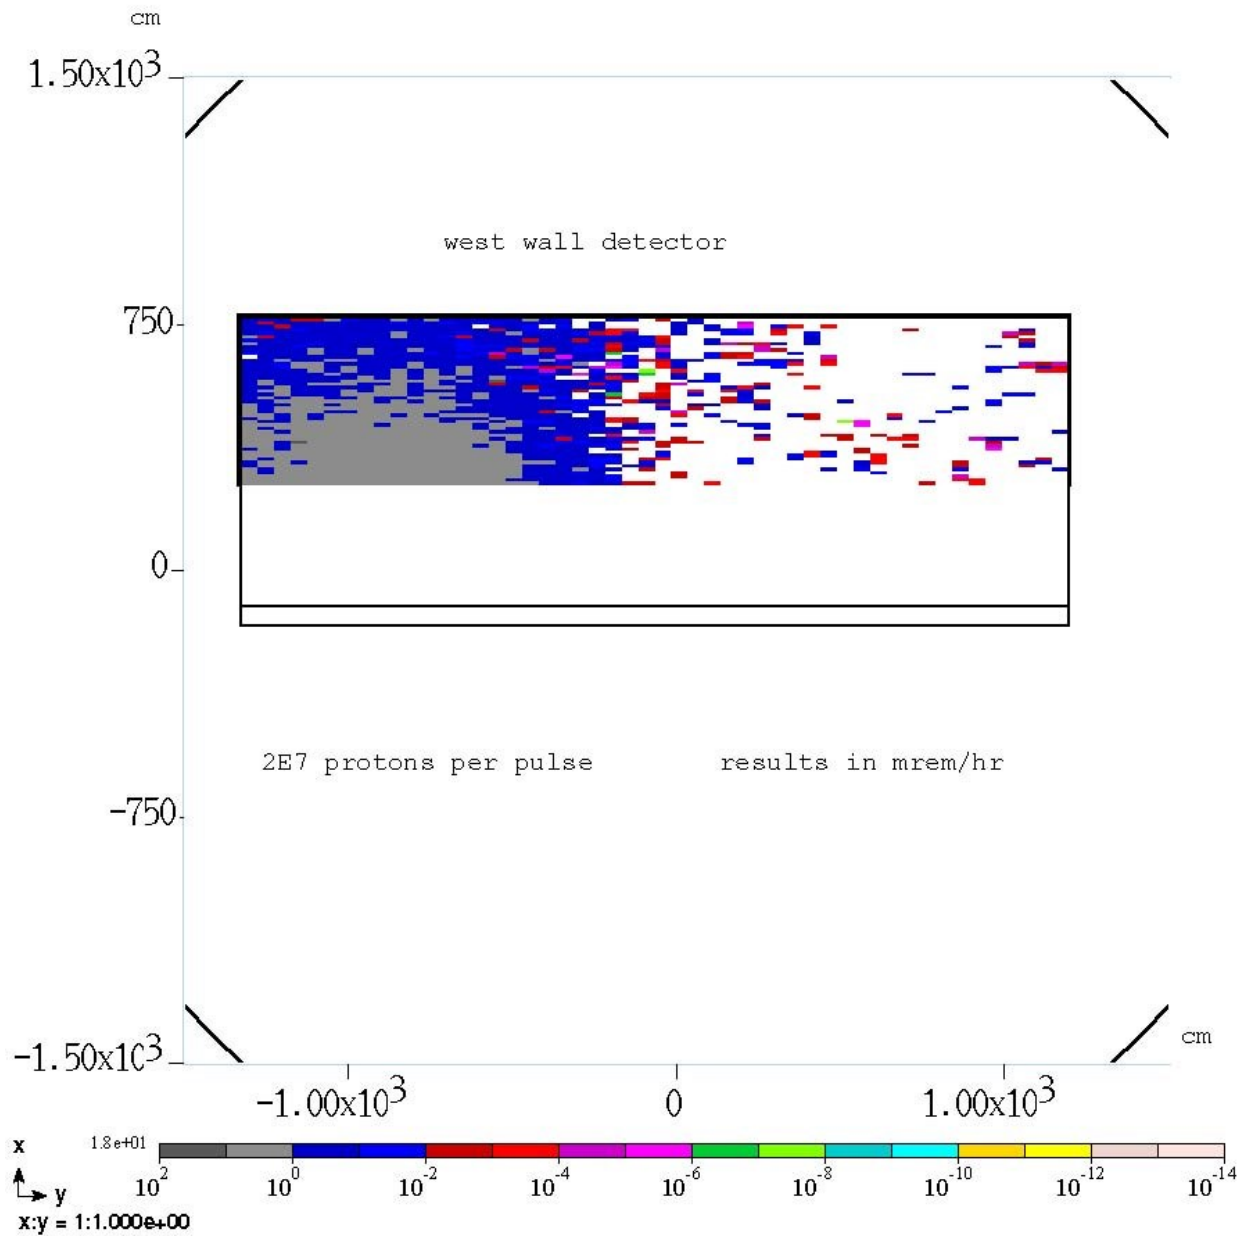 cm
1.50x10³
west wall detector
750
0
2E7 protons per pulse results in mrem/hr
-750
-1.50x10³
cm
-1.00x10³ 0 1.00x10³
x 1.8e+01
10² 10⁰ 10⁻² 10⁻⁴ 10⁻⁶ 10⁻⁸ 10⁻¹⁰ 10⁻¹² 10⁻¹⁴
y
x:y = 1:1.000e+00